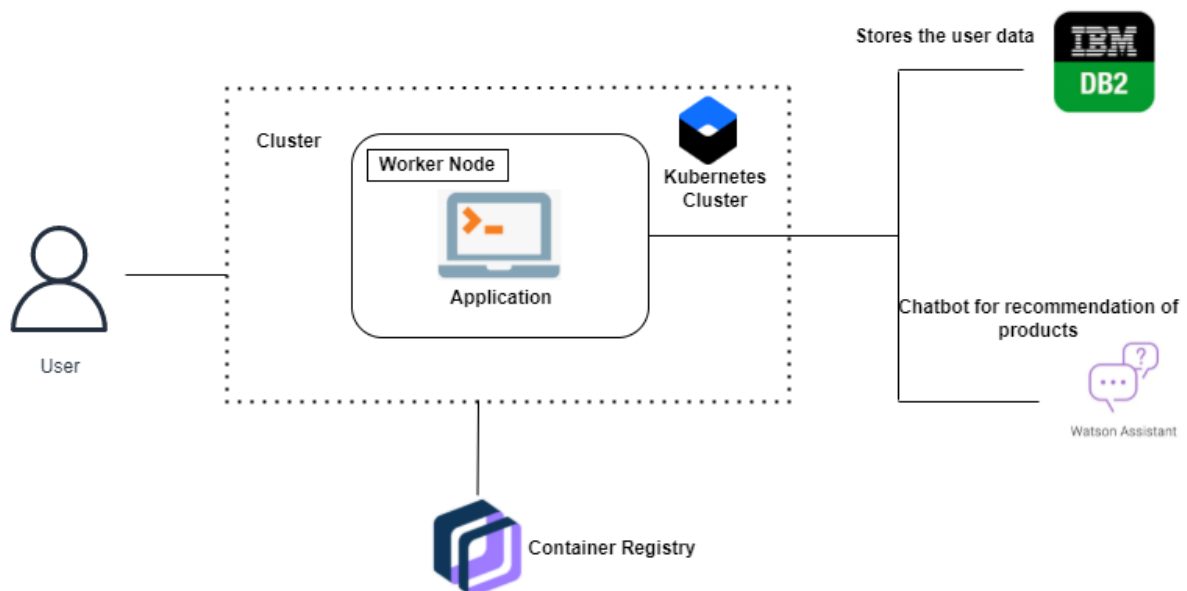 Stores the user data
IBM
DB2
Cluster
Worker Node
Kubernetes
Cluster
Application
User
Chatbot for recommendation of
products
?
Watson Assistant
Container Registry